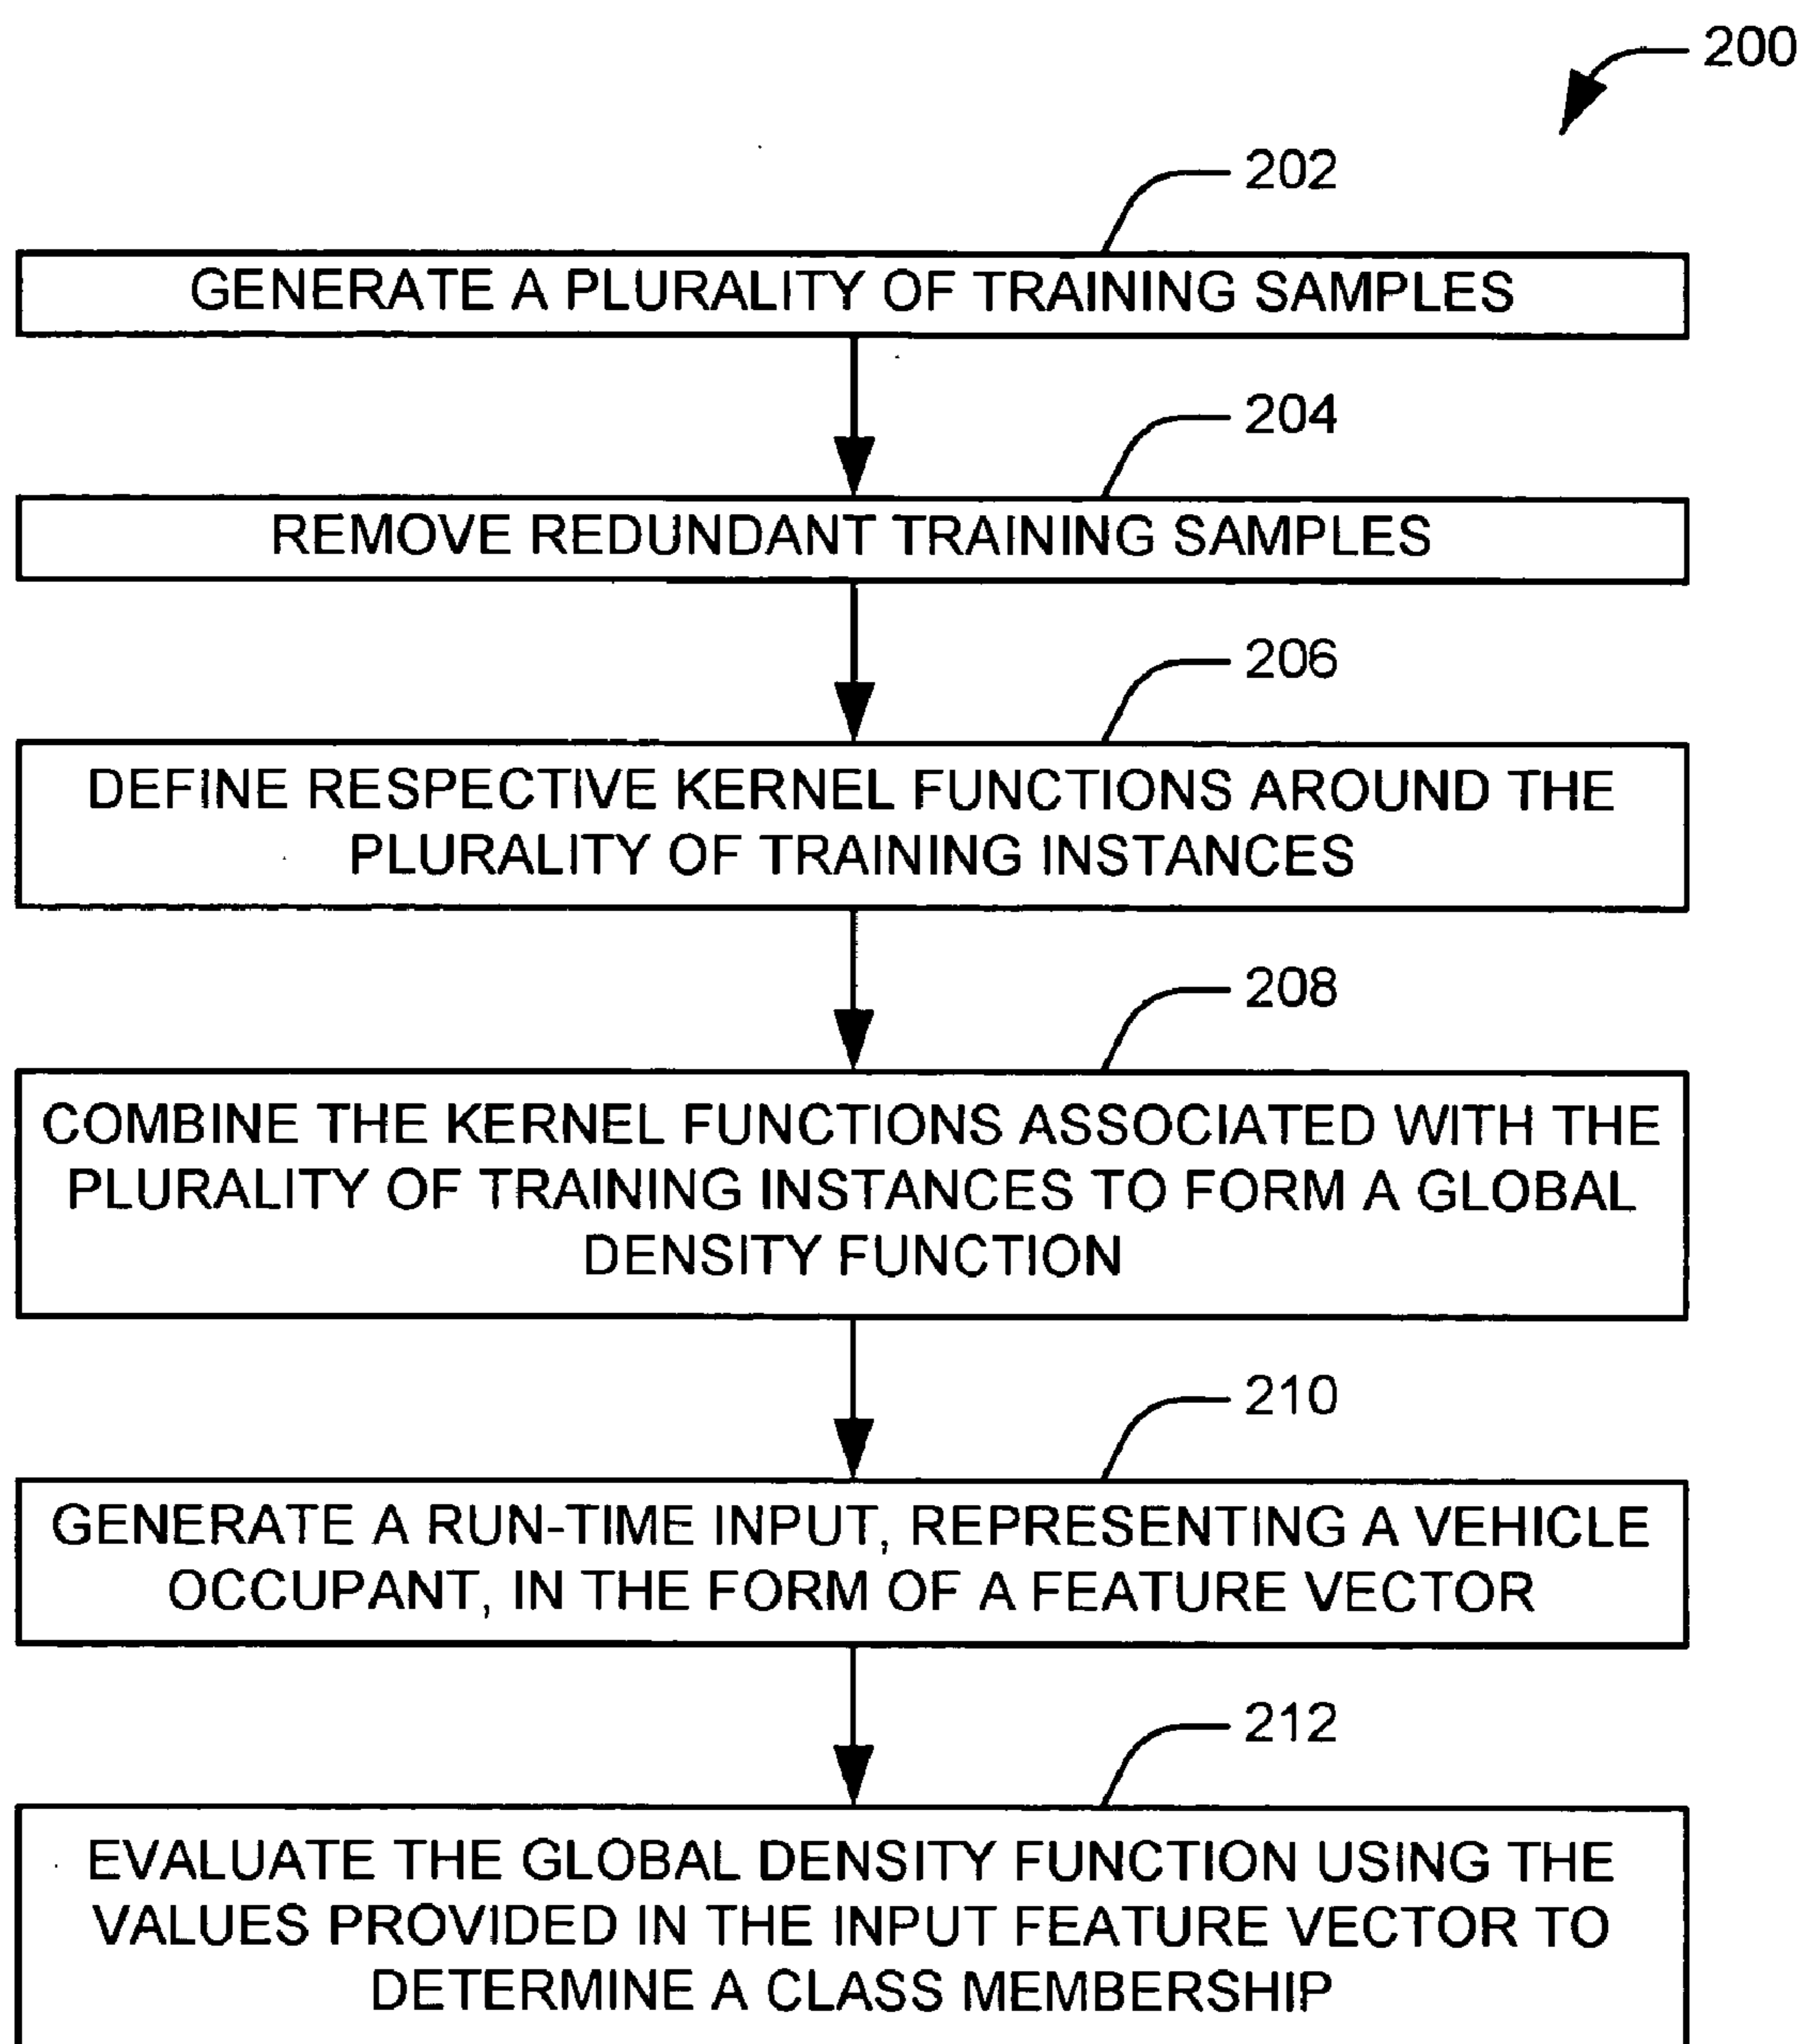 200
202
GENERATE A PLURALITY OF TRAINING SAMPLES
204
REMOVE REDUNDANT TRAINING SAMPLES
206
DEFINE RESPECTIVE KERNEL FUNCTIONS AROUND THE
PLURALITY OF TRAINING INSTANCES
208
COMBINE THE KERNEL FUNCTIONS ASSOCIATED WITH THE
PLURALITY OF TRAINING INSTANCES TO FORM A GLOBAL
DENSITY FUNCTION
210
GENERATE A RUN-TIME INPUT, REPRESENTING A VEHICLE
OCCUPANT, IN THE FORM OF A FEATURE VECTOR
212
EVALUATE THE GLOBAL DENSITY FUNCTION USING THE
VALUES PROVIDED IN THE INPUT FEATURE VECTOR TO
DETERMINE A CLASS MEMBERSHIP